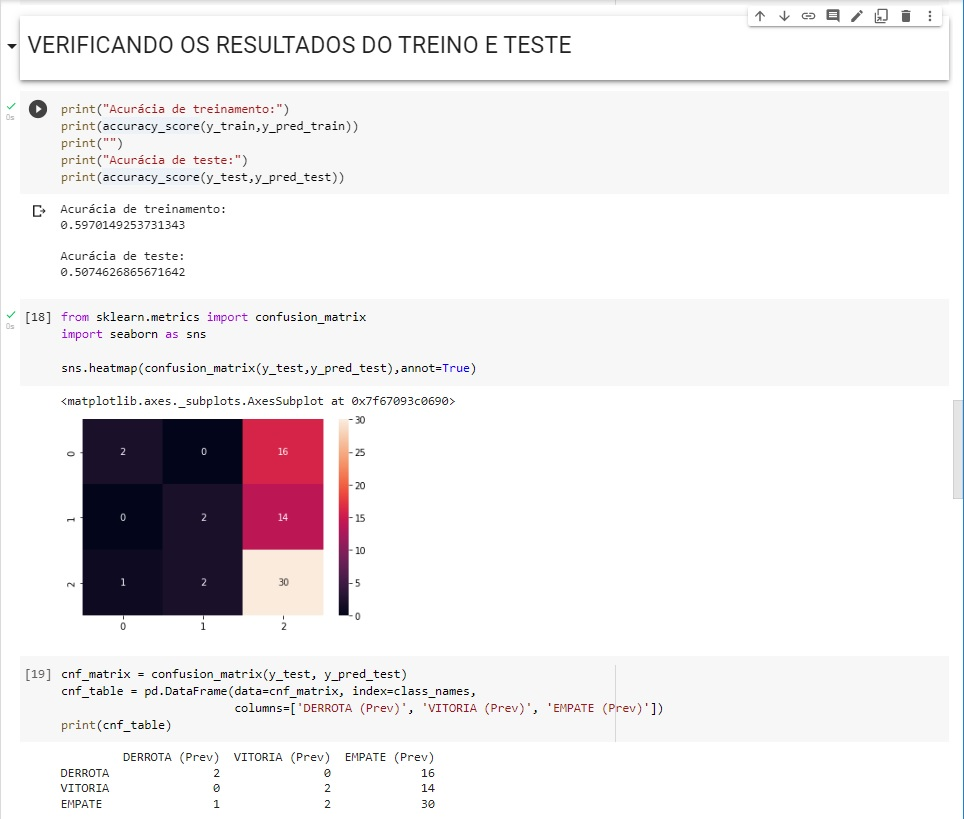 VERIFICANDO OS RESULTADOS DO TREINO E TESTE
0s
print("Acurácia de treinamento:")
print(accuracy_score(y_train,y_pred_train))
print("")
print("Acurácia de teste:")
print(accuracy_score(y_test,y_pred_test))
Acurácia de treinamento:
0.5970149253731343
Acurácia de teste:
0.5074626865671642
0s
[18] from sklearn.metrics import confusion_matrix
import seaborn as sns
sns.heatmap(confusion_matrix(y_test,y_pred_test),annot=True)
<matplotlib.axes._subplots.AxesSubplot at 0x7f67093c0690>
0 2 0 16
1 0 2 14
2 1 2 30
0 1 2
30
25
20
15
10
5
0
[19] cnf_matrix = confusion_matrix(y_test, y_pred_test)
cnf_table = pd.DataFrame(data=cnf_matrix, index=class_names,
columns=['DERROTA (Prev)', 'VITORIA (Prev)', 'EMPATE (Prev)'])
print(cnf_table)
DERROTA (Prev) VITORIA (Prev) EMPATE (Prev)
DERROTA 2 0 16
VITORIA 0 2 14
EMPATE 1 2 30